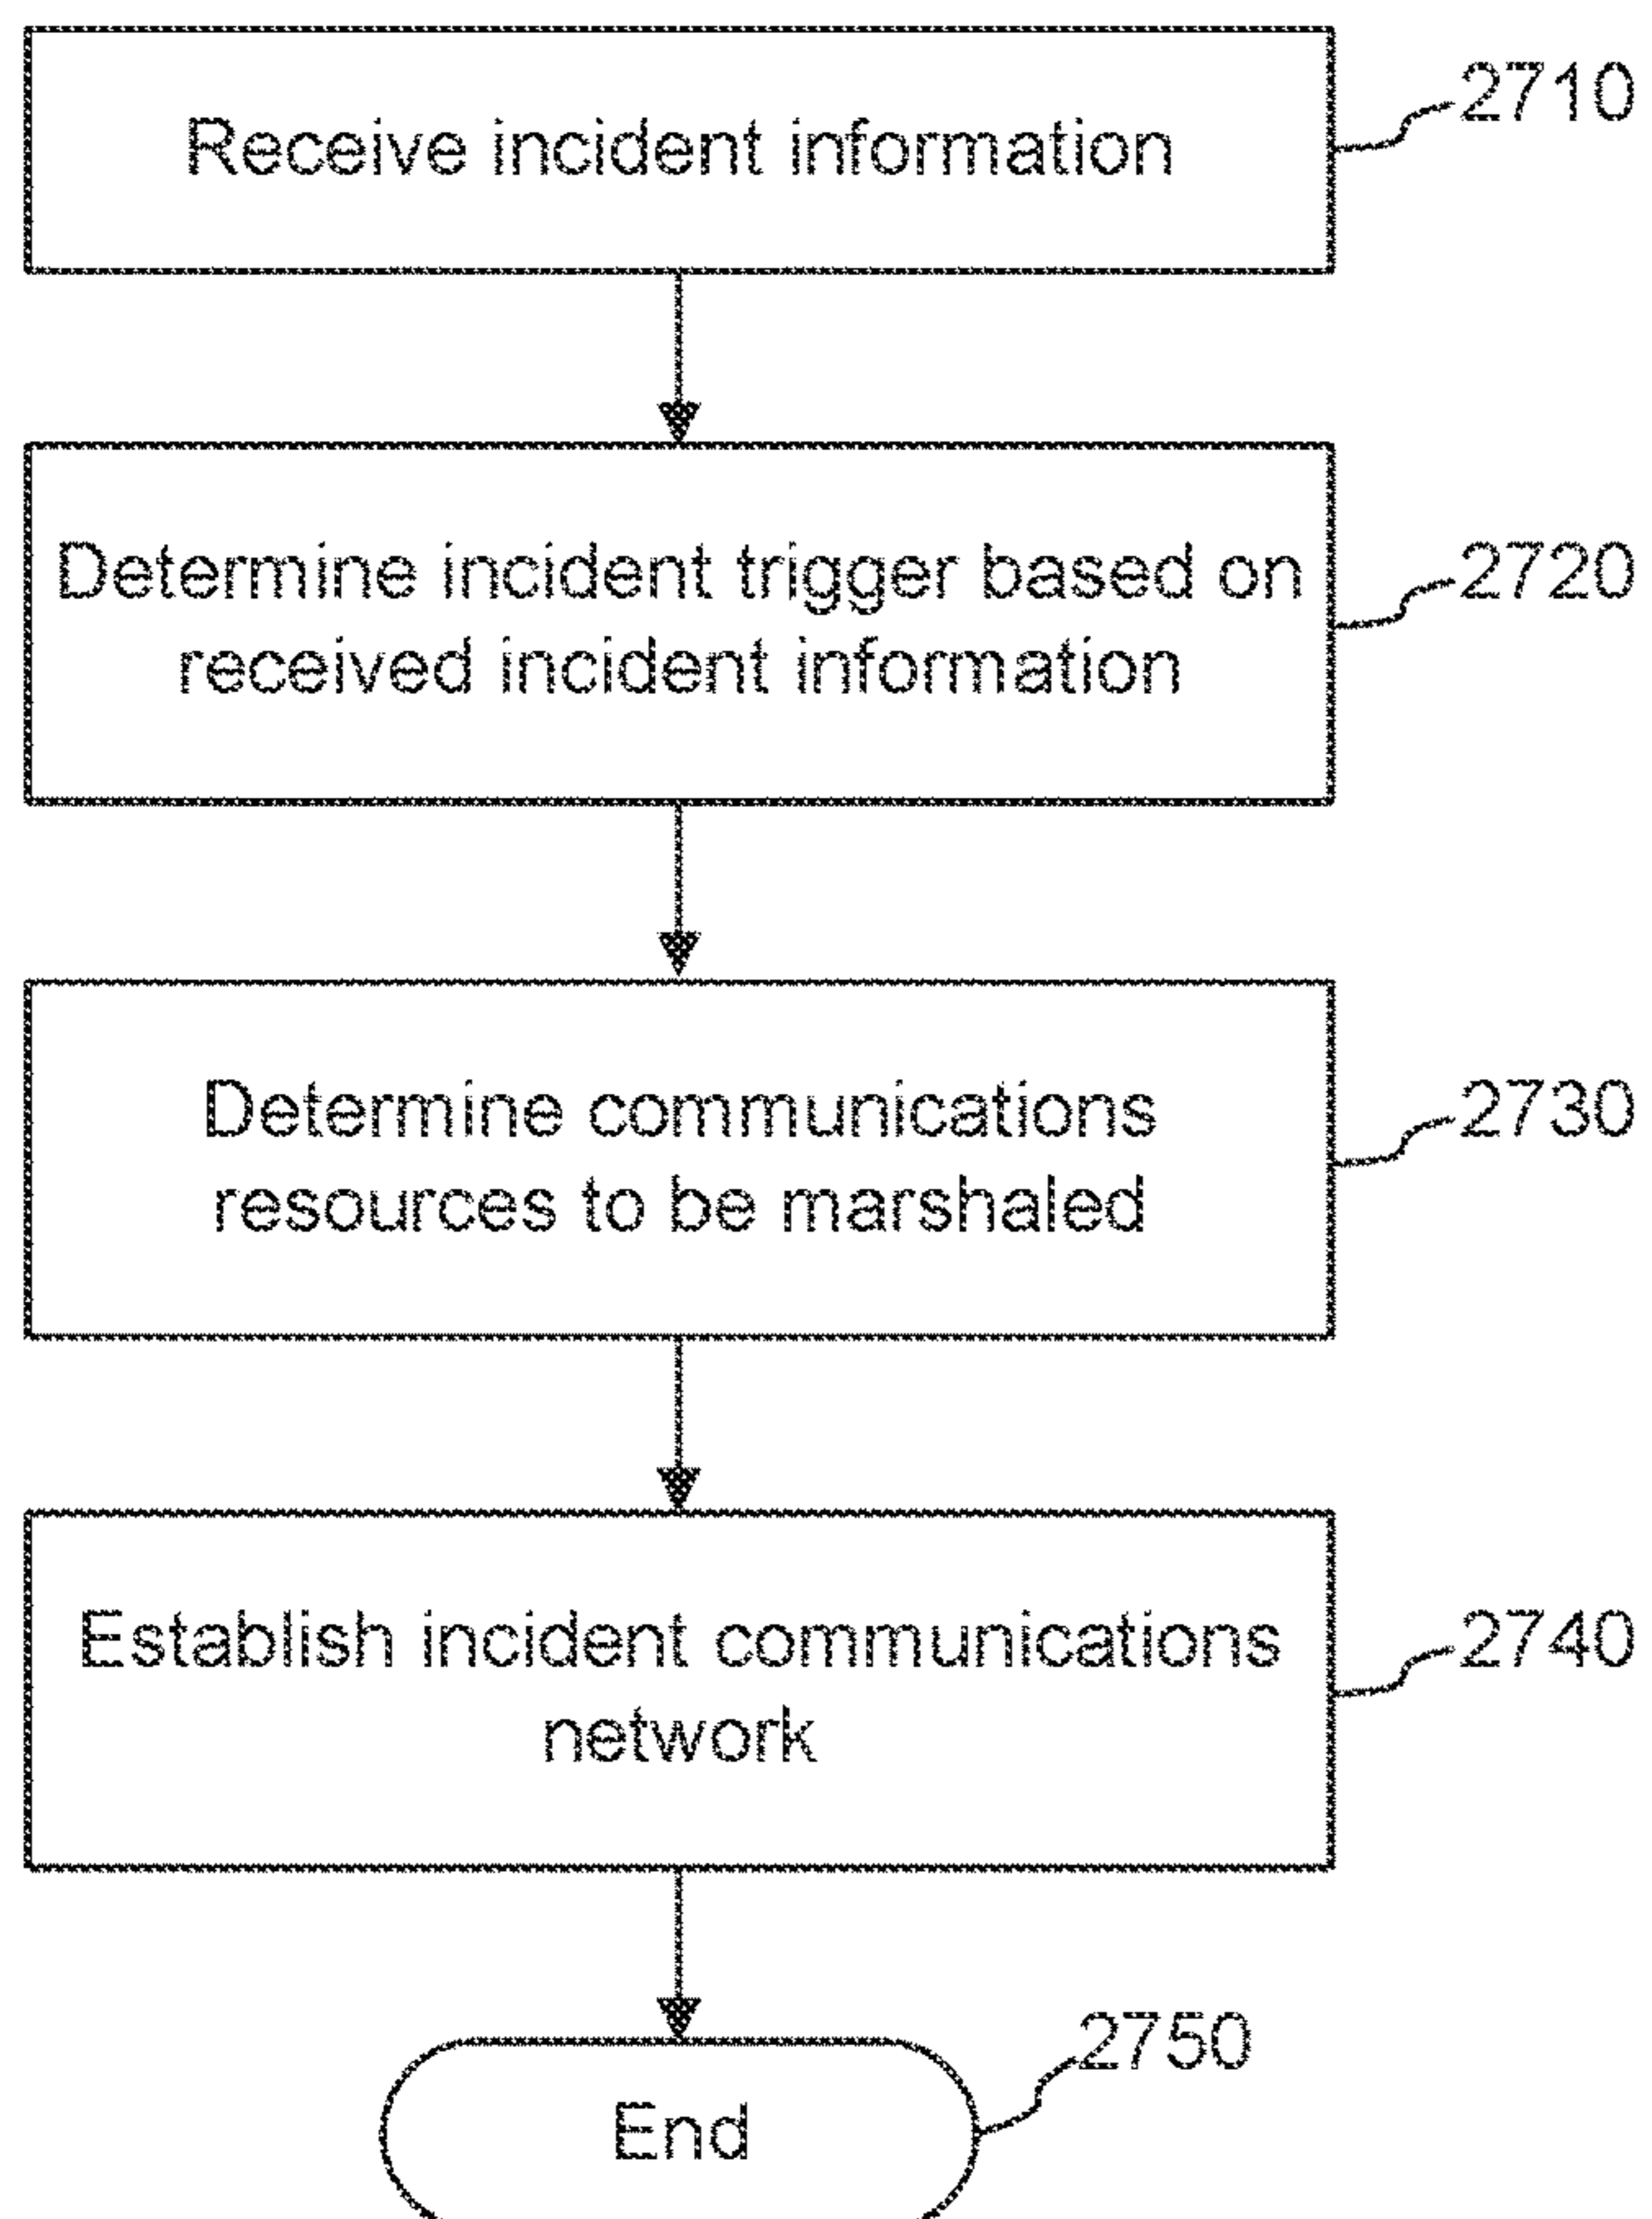 Receive incident information
2710
Determine incident trigger based on
received incident information
2720
Determine communications
resources to be marshaled
2730
Establish incident communications
network
2740
End
2750